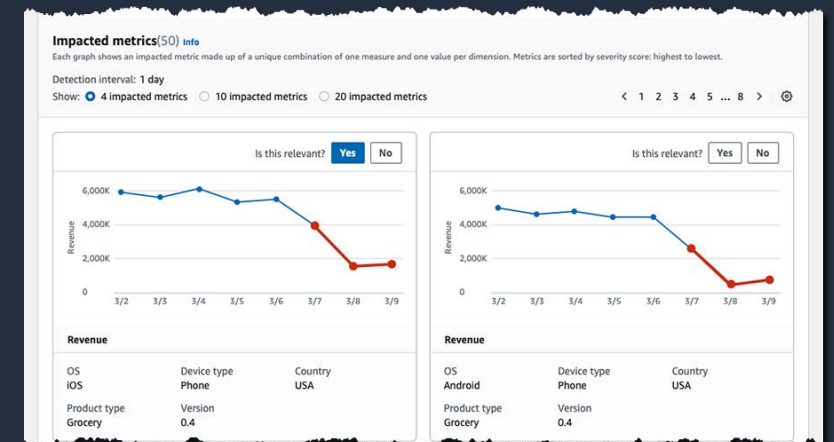 Impacted metrics(50) Info
Each graph shows an impacted metric made up of a unique combination of one measure and one value per dimension. Metrics are sorted by severity score: highest to lowest.
Detection interval: 1 day
Show: 4 impacted metrics 10 impacted metrics 20 impacted metrics < 1 2 3 4 5 ... 8 >
Is this relevant? Yes No
6,000K
4,000K
2,000K
0
Revenue
3/2 3/3 3/4 3/5 3/6 3/7 3/8 3/9
Revenue
OS Device type Country
iOS Phone USA
Product type Version
Grocery 0.4
Is this relevant? Yes No
6,000K
4,000K
2,000K
0
Revenue
3/2 3/3 3/4 3/5 3/6 3/7 3/8 3/9
Revenue
OS Device type Country
Android Phone USA
Product type Version
Grocery 0.4